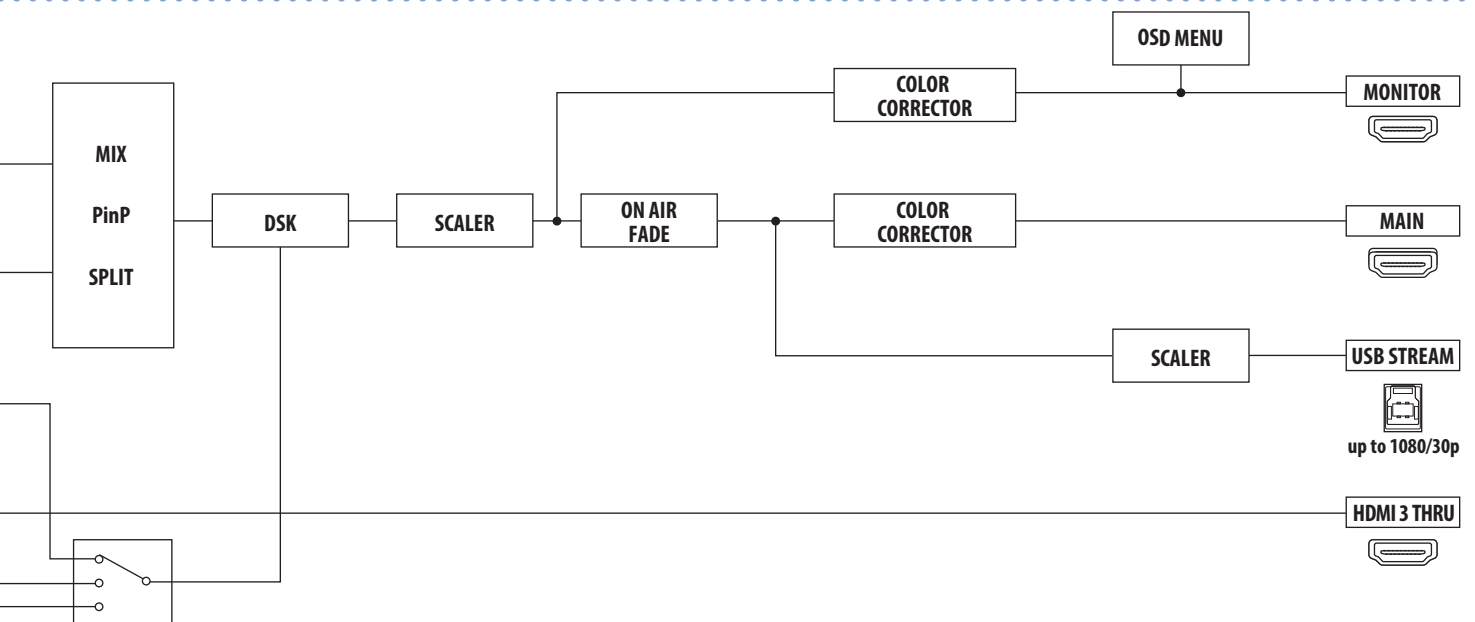 OSD MENU
COLOR
CORRECTOR
MONITOR
MIX
PinP
SPLIT
DSK
SCALER
ON AIR
FADE
COLOR
CORRECTOR
MAIN
SCALER
USB STREAM
up to 1080/30p
HDMI 3 THRU